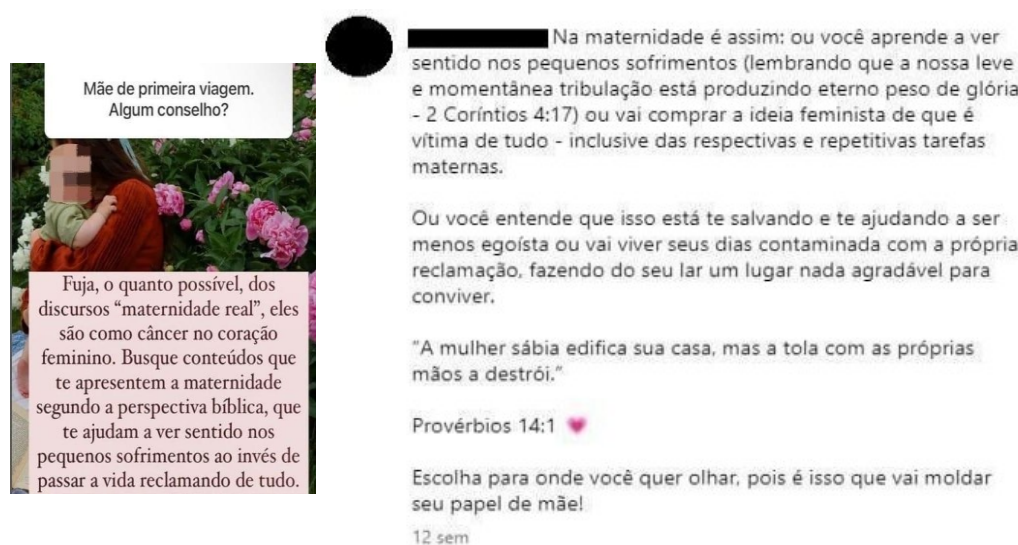 Mãe de primeira viagem.
Algum conselho?
Fuja, o quanto possível, dos
discursos “maternidade real”, eles
são como câncer no coração
feminino. Busque conteúdos que
te apresentem a maternidade
segundo a perspectiva bíblica, que
te ajudam a ver sentido nos
pequenos sofrimentos ao invés de
passar a vida reclamando de tudo.
Na maternidade é assim: ou você aprende a ver
sentido nos pequenos sofrimentos (lembrando que a nossa leve
e momentânea tribulação está produzindo eterno peso de glória
- 2 Coríntios 4:17) ou vai comprar a ideia feminista de que é
vítima de tudo - inclusive das respectivas e repetitivas tarefas
maternas.
Ou você entende que isso está te salvando e te ajudando a ser
menos egoísta ou vai viver seus dias contaminada com a própria
reclamação, fazendo do seu lar um lugar nada agradável para
conviver.
"A mulher sábia edifica sua casa, mas a tola com as próprias
mãos a destrói.”
Provérbios 14:1 💗
Escolha para onde você quer olhar, pois é isso que vai moldar
seu papel de mãe!
12 sem